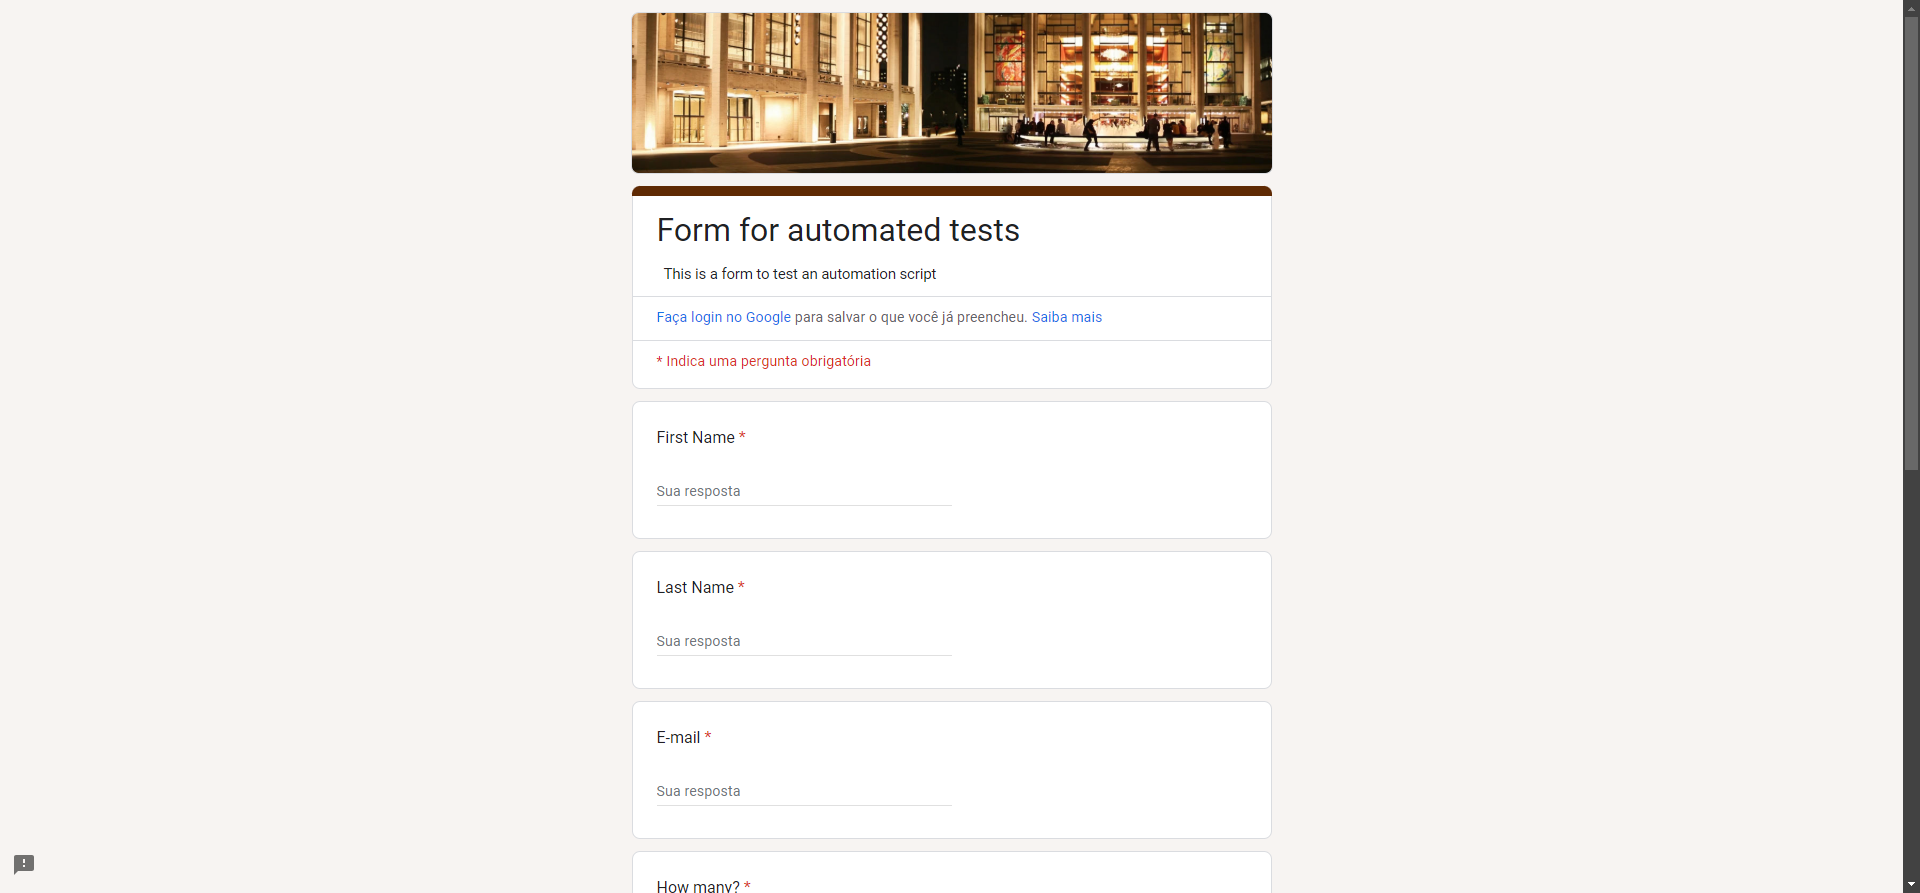 Form for automated tests
This is a form to test an automation script
Faça login no Google para salvar o que você já preencheu. Saiba mais
* Indica uma pergunta obrigatória
First Name *
Sua resposta
Last Name *
Sua resposta
E-mail *
Sua resposta
How many? *